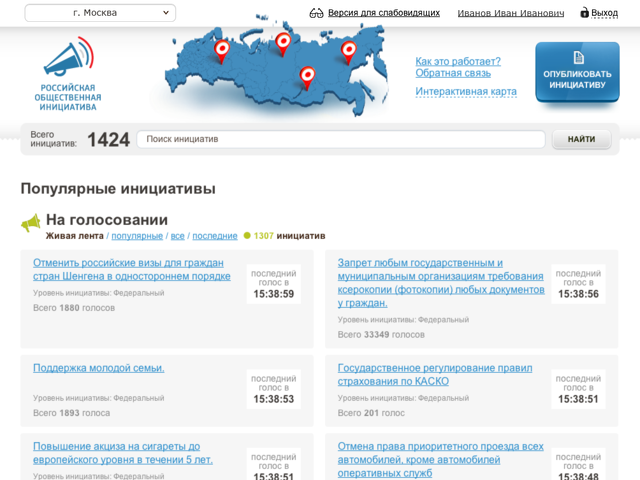 г. Москва
Версия для слабовидящих
Иванов Иван Иванович
Выход
РОССИЙСКАЯ
ОБЩЕСТВЕННАЯ
ИНИЦИАТИВА
Как это работает?
Обратная связь
Интерактивная карта
ОПУБЛИКОВАТЬ
ИНИЦИАТИВУ
Всего
инициатив:
1424
Поиск инициатив
НАЙТИ
Популярные инициативы
На голосовании
Живая лента / популярные / все / последние 1307 инициатив
Отменить российские визы для граждан
стран Шенгена в одностороннем порядке
Уровень инициативы: Федеральный
Всего 1880 голосов
последний
голос в
15:38:59
Запрет любым государственным и
муниципальным организациям требования
ксерокопии (фотокопии) любых документов
у граждан.
Уровень инициативы: Федеральный
Всего 33349 голосов
последний
голос в
15:38:56
Поддержка молодой семьи.
Уровень инициативы: Федеральный
Всего 1893 голоса
последний
голос в
15:38:53
Государственное регулирование правил
страхования по КАСКО
Уровень инициативы: Федеральный
Всего 201 голос
последний
голос в
15:38:51
Повышение акциза на сигареты до
европейского уровня в течении 5 лет.
Уровень инициативы: Федеральный
последний
голос в
15:38:51
Отмена права приоритетного проезда всех
автомобилей, кроме автомобилей
оперативных служб
последний
голос в
15:38:48